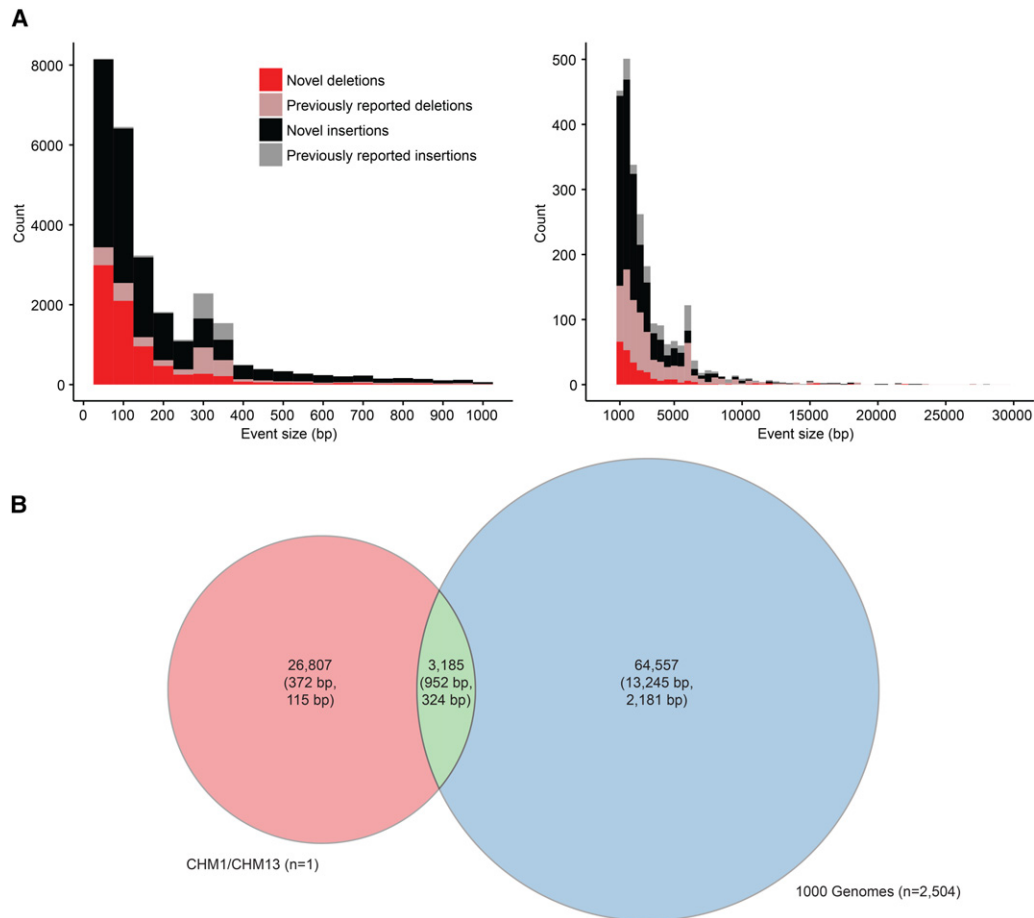 A
8000
6000
4000
2000
0
Count
0 100 200 300 400 500 600 700 800 900 1000
Event size (bp)
Novel deletions
Previously reported deletions
Novel insertions
Previously reported insertions
500
400
300
200
100
0
Count
1000 5000 10000 15000 20000 25000 30000
Event size (bp)
B
26,807
(372 bp,
115 bp)
3,185
(952 bp,
324 bp)
64,557
(13,245 bp,
2,181 bp)
CHM1/CHM13 (n=1)
1000 Genomes (n=2,504)